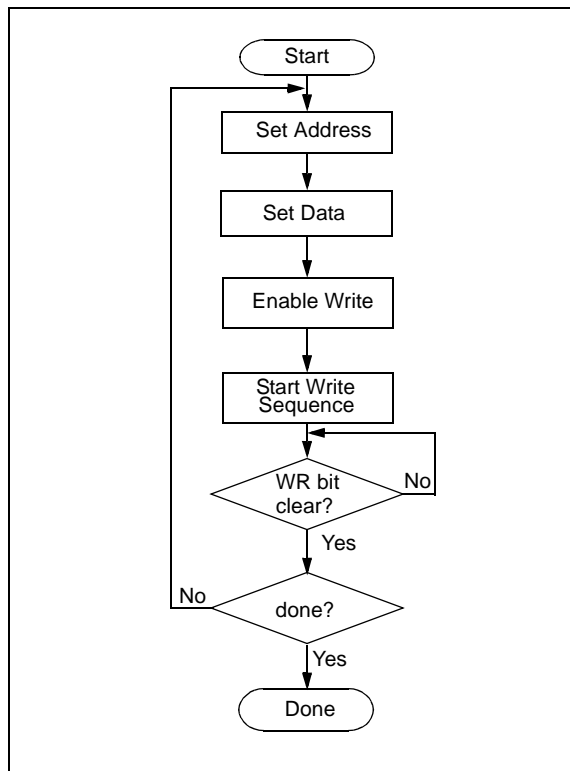 Start
Set Address
Set Data
Enable Write
Start Write
Sequence
WR bit
clear?
No
Yes
No
done?
Yes
Done